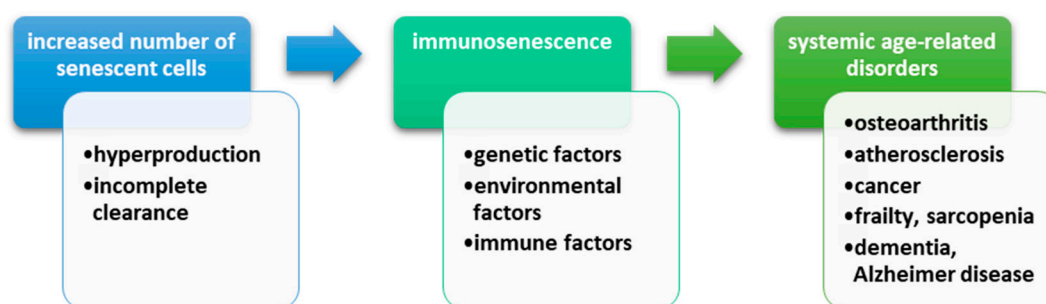 increased number of
senescent cells
•hyperproduction
•incomplete
clearance
immunosenescence
•genetic factors
•environmental
factors
•immune factors
systemic age-related
disorders
•osteoarthritis
•atherosclerosis
•cancer
•frailty, sarcopenia
•dementia,
Alzheimer disease